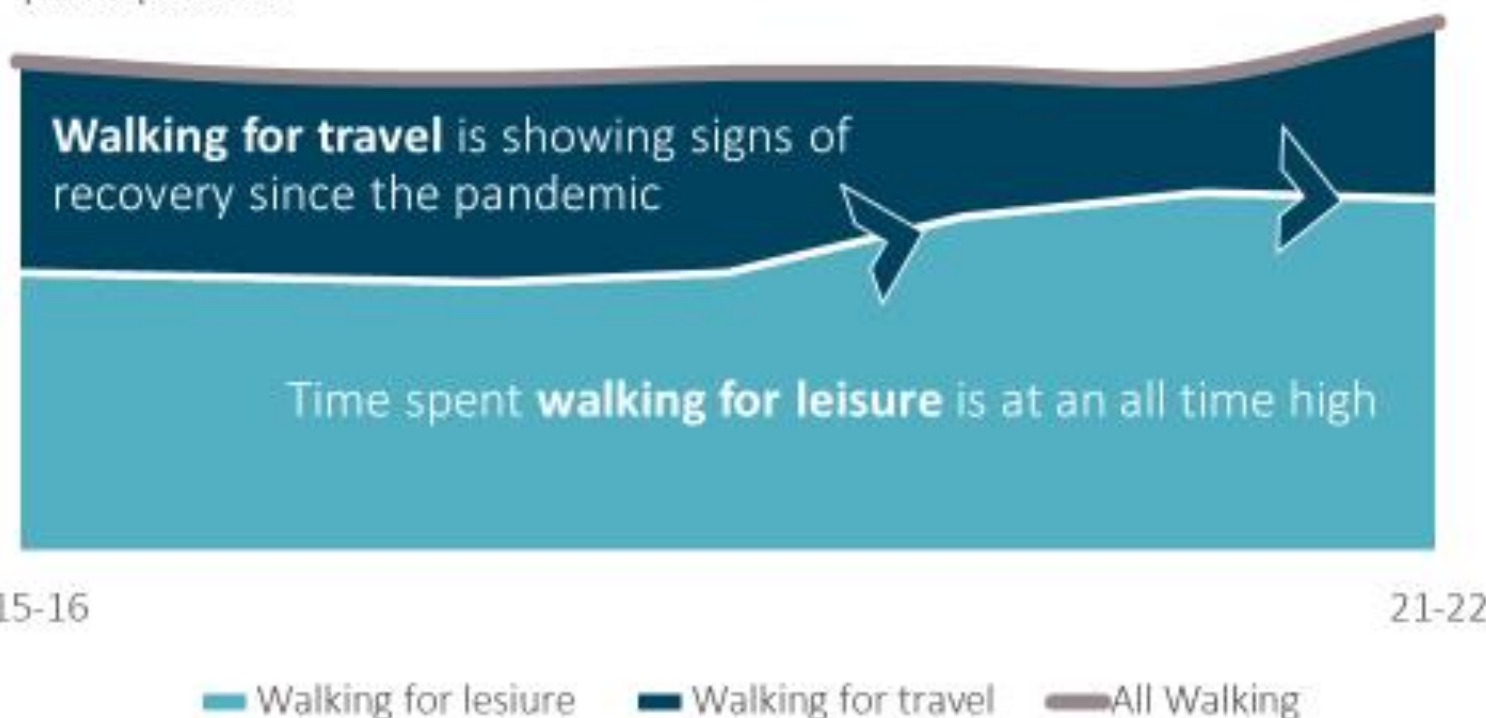 Walking for travel is showing signs of
recovery since the pandemic
Time spent walking for leisure is at an all time high
15-16
21-22
Walking for lesiure
Walking for travel
All Walking